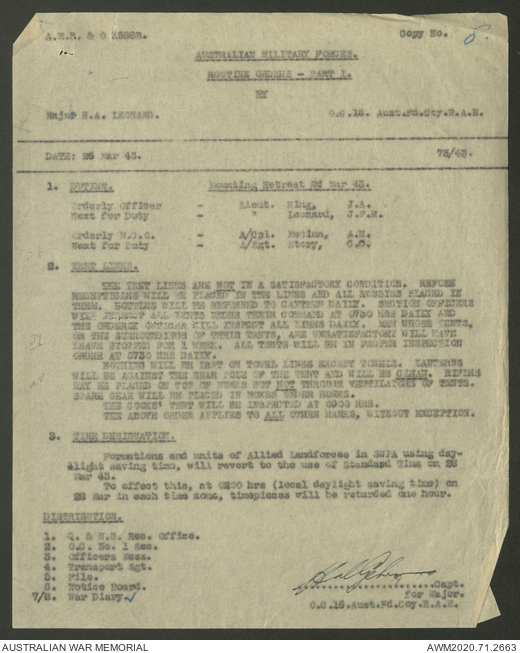 A.M.R. & O A388B.
Copy No. 6
AUSTRALIAN MILITARY FORCES.
ROUTINE ORDERS - PART I.
BY
Major H.A. LEONARD.
O.C.16. Aust.Fd.Coy.R.A.E.
DATE: 26 Mar 43.
73/43.
1. DUTIES. Mounting Retreat 26 Mar 43.
Orderly Officer - Lieut. King, J.A.
Next for Duty - " Leonard, J.F.H.
Orderly N.C.O. - A/Cpl.
Next for Duty - A/Sgt. Story, C.C.
2. TENT LINES.
THE TENT LINES ARE NOT IN A SATISFACTORY CONDITION. REFUSE
RECEPTICLES WILL BE PLACED IN THE LINES AND ALL RUBBISH PLACED IN
THEM. BOTTLES WILL BE RETURNED TO CANTEEN DAILY. SECTION OFFICERS
WILL INSPECT ALL TENTS UNDER THEIR COMMAND AT 0730 HRS DAILY AND
THE ORDERLY OFFICER WILL INSPECT ALL LINES DAILY. MEN WHOSE TENTS,
OR THE SURROUNDINGS OF THEIR TENTS, ARE UNSATISFACTORY WILL HAVE
LEAVE STOPPED FOR 1 WEEK. ALL TENTS WILL BE IN PROPER INSPECTION
ORDER AT 0730 HRS DAILY.
NOTHING WILL BE KEPT ON TOWEL LINES EXCEPT TOWELS. LANTERNS
WILL BE AGAINST THE REAR POLE OF THE TENT AND WILL BE CLEAN. RIFLES
MAY BE PLACED ON TOP OF BUNKS BUT NOT THROUGH VENTILATORS OF TENTS.
SPARE GEAR WILL BE PLACED IN BOXES UNDER BUNKS.
THE COOKS' TENT WILL BE INSPECTED AT 0900 HRS.
THE ABOVE ORDER APPLIES TO ALL OTHER RANKS, WITHOUT EXCEPTION.
3. TIME DESIGNATION.
Formations and units of Allied Landforces in SWPA using day-
light saving time, will revert to the use of Standard Time on 28
Mar 43.
To effect this, at 0200 hrs (local daylight saving time) on
28 Mar in each time zone, timepieces will be retarded one hour.
DISTRIBUTION.
1. Q. & N.S. Rec. Office.
2. O.C. No. 1 Sec.
3. Officers Mess.
4. Transport Sgt.
5. File.
6. Notice Board.
7/8. War Diary.
Capt.
for Major.
O.C.16.Aust.Fd.Coy.R.A.E.
AUSTRALIAN WAR MEMORIAL
AWM2020.71.2663